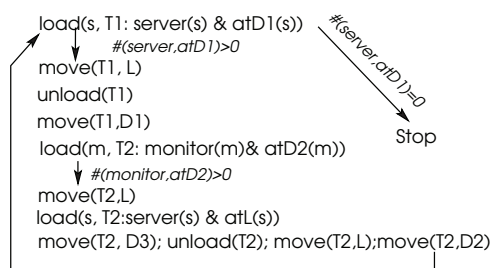 load(s, T1: server(s) & atD1(s))
#(server,atD1)>0
#(server,atD1)=0
move(T1, L)
unload(T1)
move(T1,D1)
Stop
load(m, T2: monitor(m)& atD2(m))
#(monitor,atD2)>0
move(T2,L)
load(s, T2:server(s) & atL(s))
move(T2, D3); unload(T2); move(T2,L);move(T2,D2)